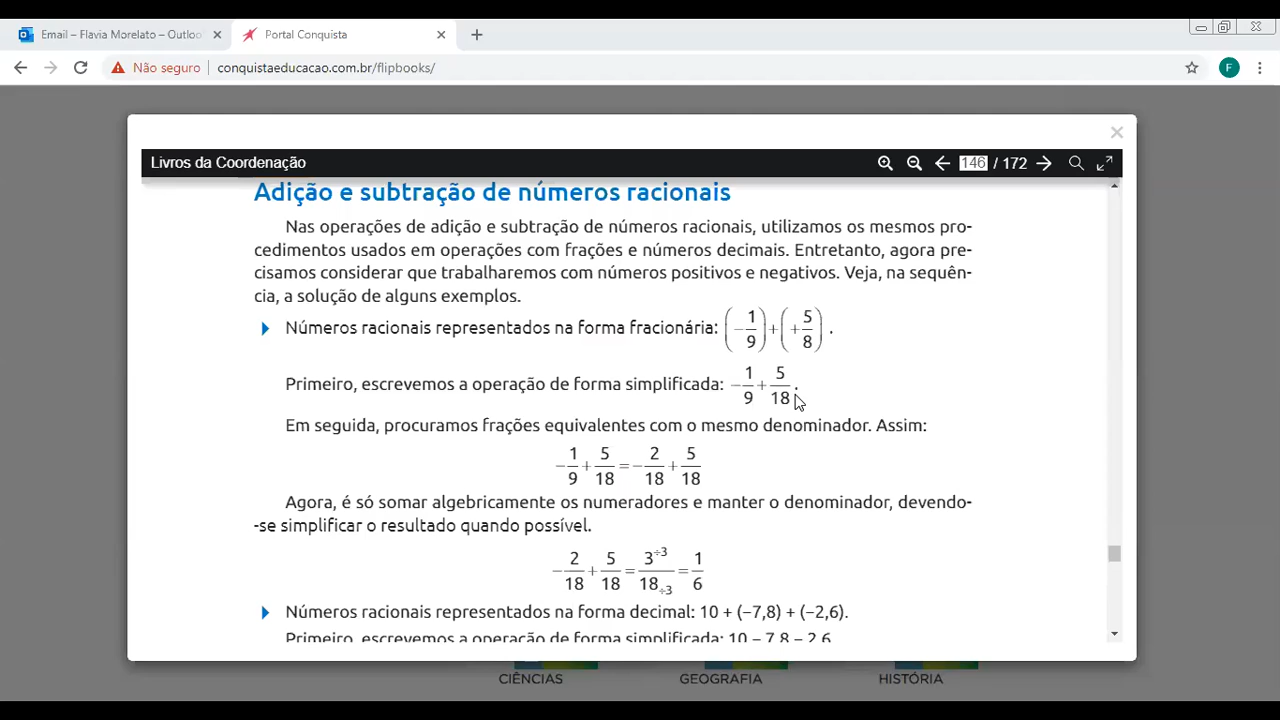 Email – Flavia Morelato – Outlo
Portal Conquista
Não seguro
conquistaeducacao.com.br/flipbooks/
F
Livros da Coordenação
146 / 172
Adição e subtração de números racionais
Nas operações de adição e subtração de números racionais, utilizamos os mesmos pro-
cedimentos usados em operações com frações e números decimais. Entretanto, agora pre-
cisamos considerar que trabalharemos com números positivos e negativos. Veja, na sequên-
cia, a solução de alguns exemplos.
Números racionais representados na forma fracionária: (−1/9)+(+5/8).
Primeiro, escrevemos a operação de forma simplificada: −1/9+5/18.
Em seguida, procuramos frações equivalentes com o mesmo denominador. Assim:
−1/9+5/18=−2/18+5/18
Agora, é só somar algebricamente os numeradores e manter o denominador, devendo-
-se simplificar o resultado quando possível.
−2/18+5/18=3÷3/18÷3=1/6
Números racionais representados na forma decimal: 10 + (−7,8) + (−2,6).
Primeiro, escrevemos a operação de forma simplificada: 10 − 7,8 − 2,6
CIÊNCIAS
GEOGRAFIA
HISTÓRIA